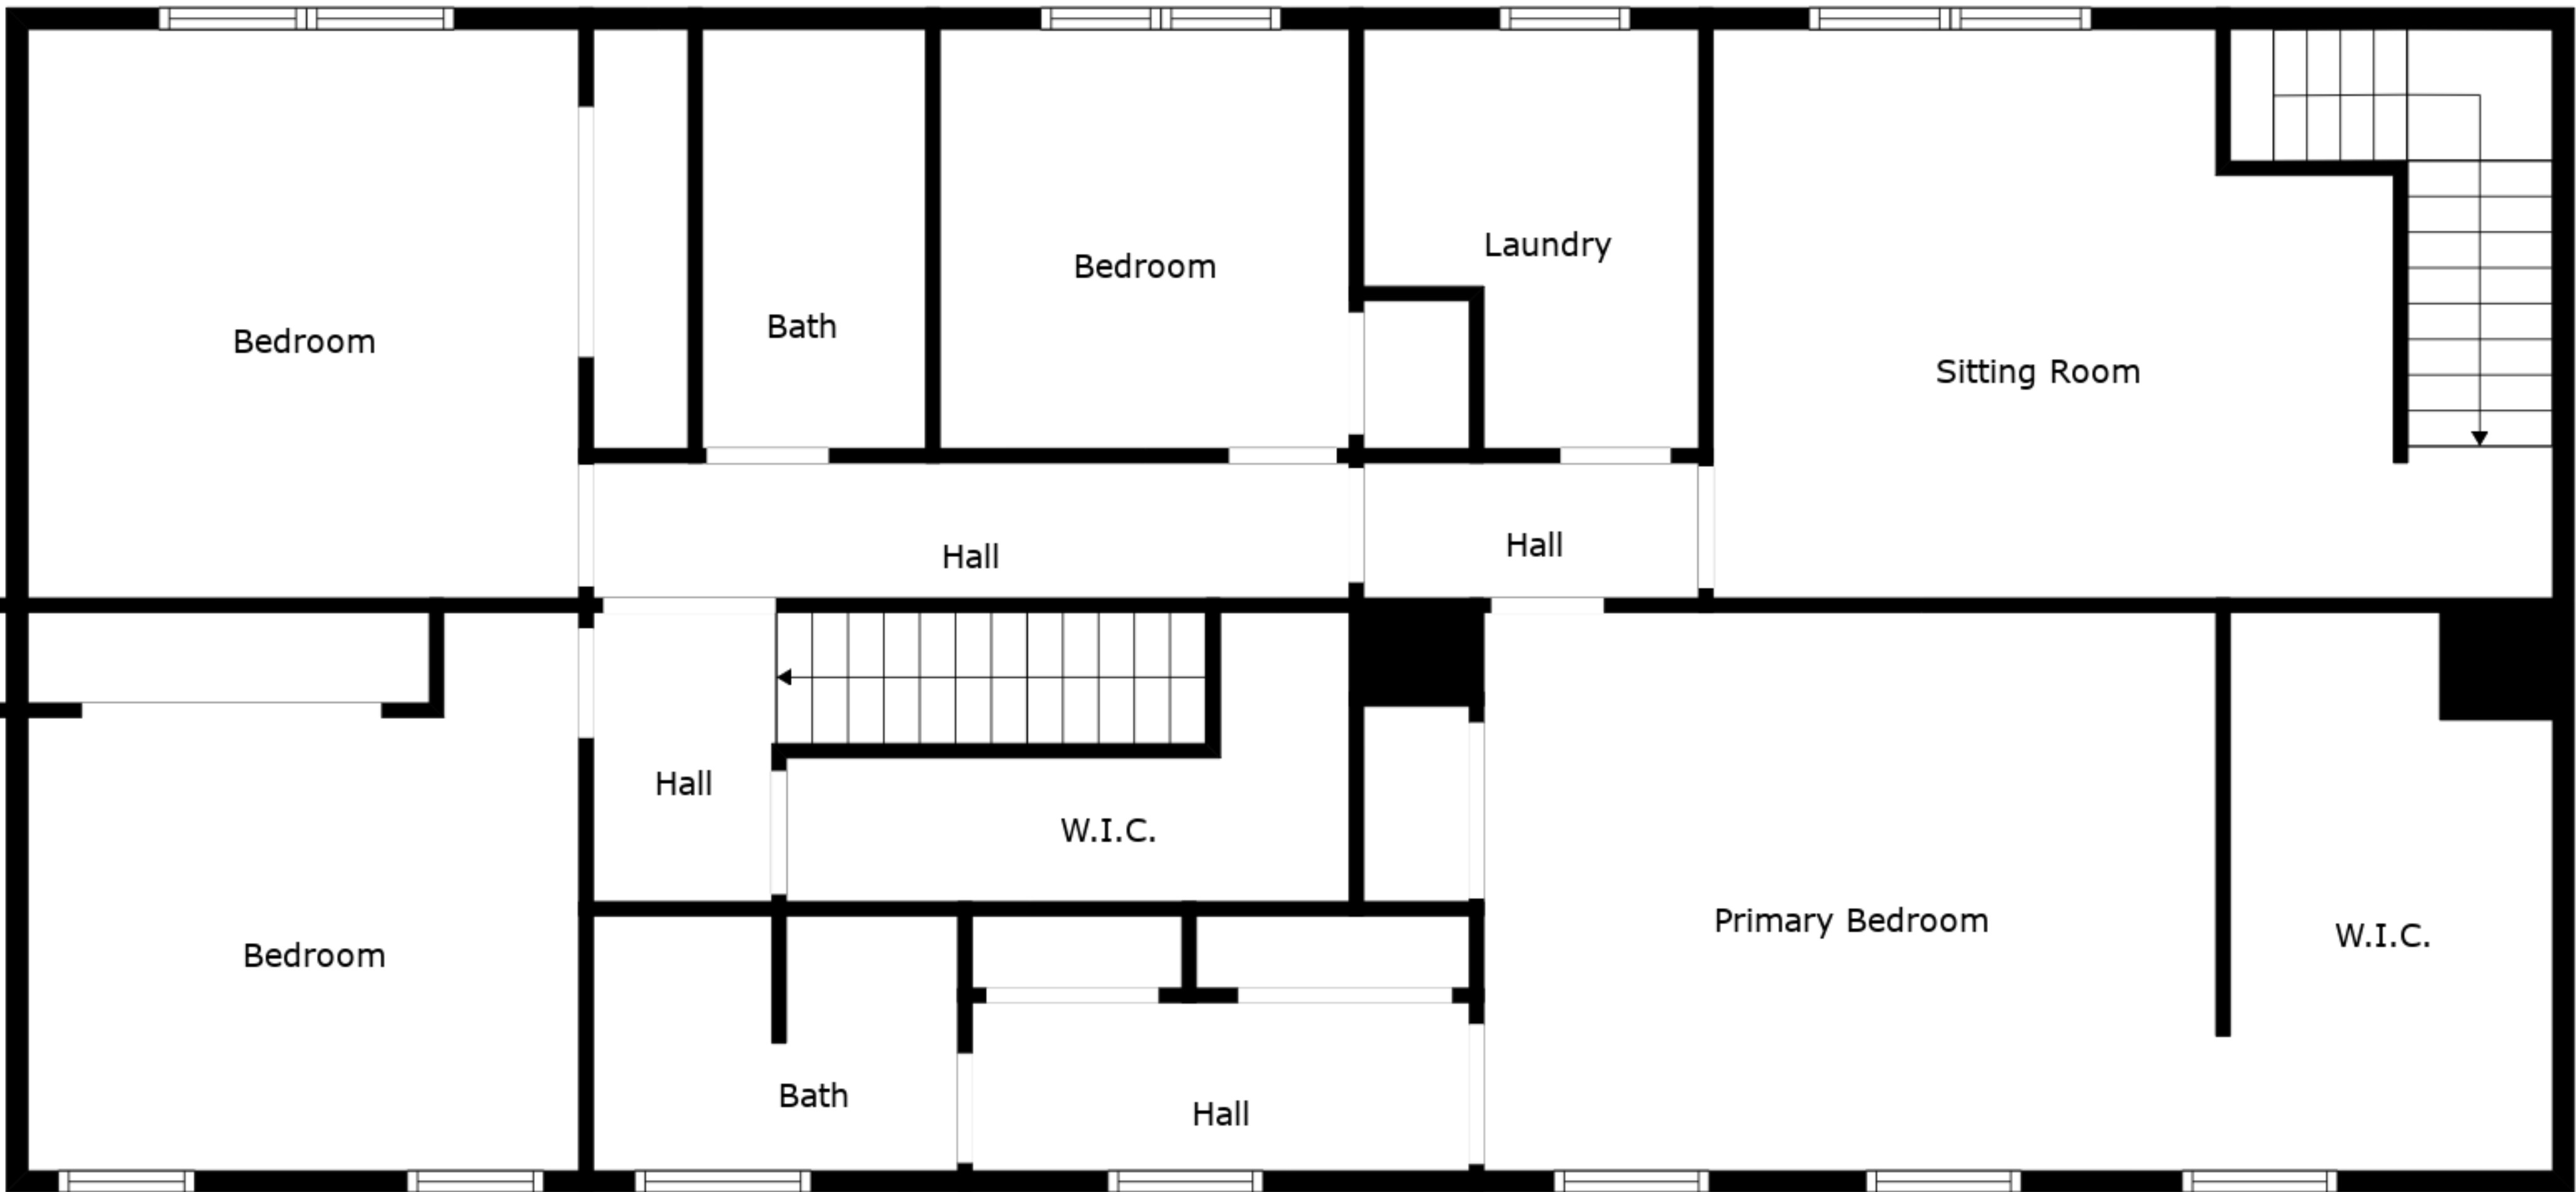 Bedroom
Bath
Bedroom
Laundry
Sitting Room
Hall
Hall
Hall
W.I.C.
Bedroom
Primary Bedroom
W.I.C.
Bath
Hall